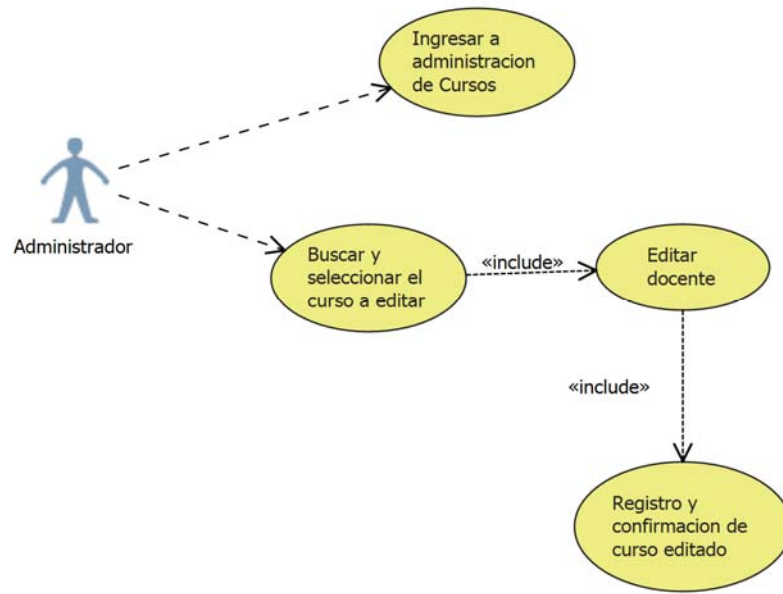 Ingresar a
administracion
de Cursos
Administrador
Buscar y
seleccionar el
curso a editar
«include»
Editar
docente
«include»
Registro y
confirmacion de
curso editado